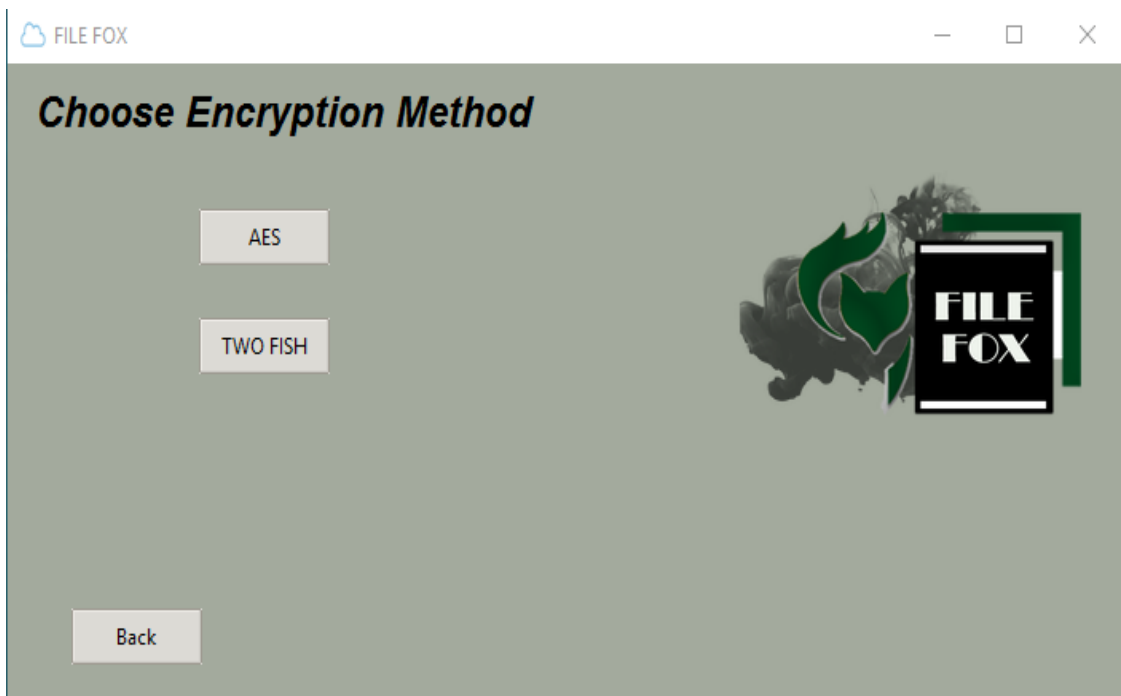 FILE FOX
Choose Encryption Method
AES
TWO FISH
FILE
FOX
Back